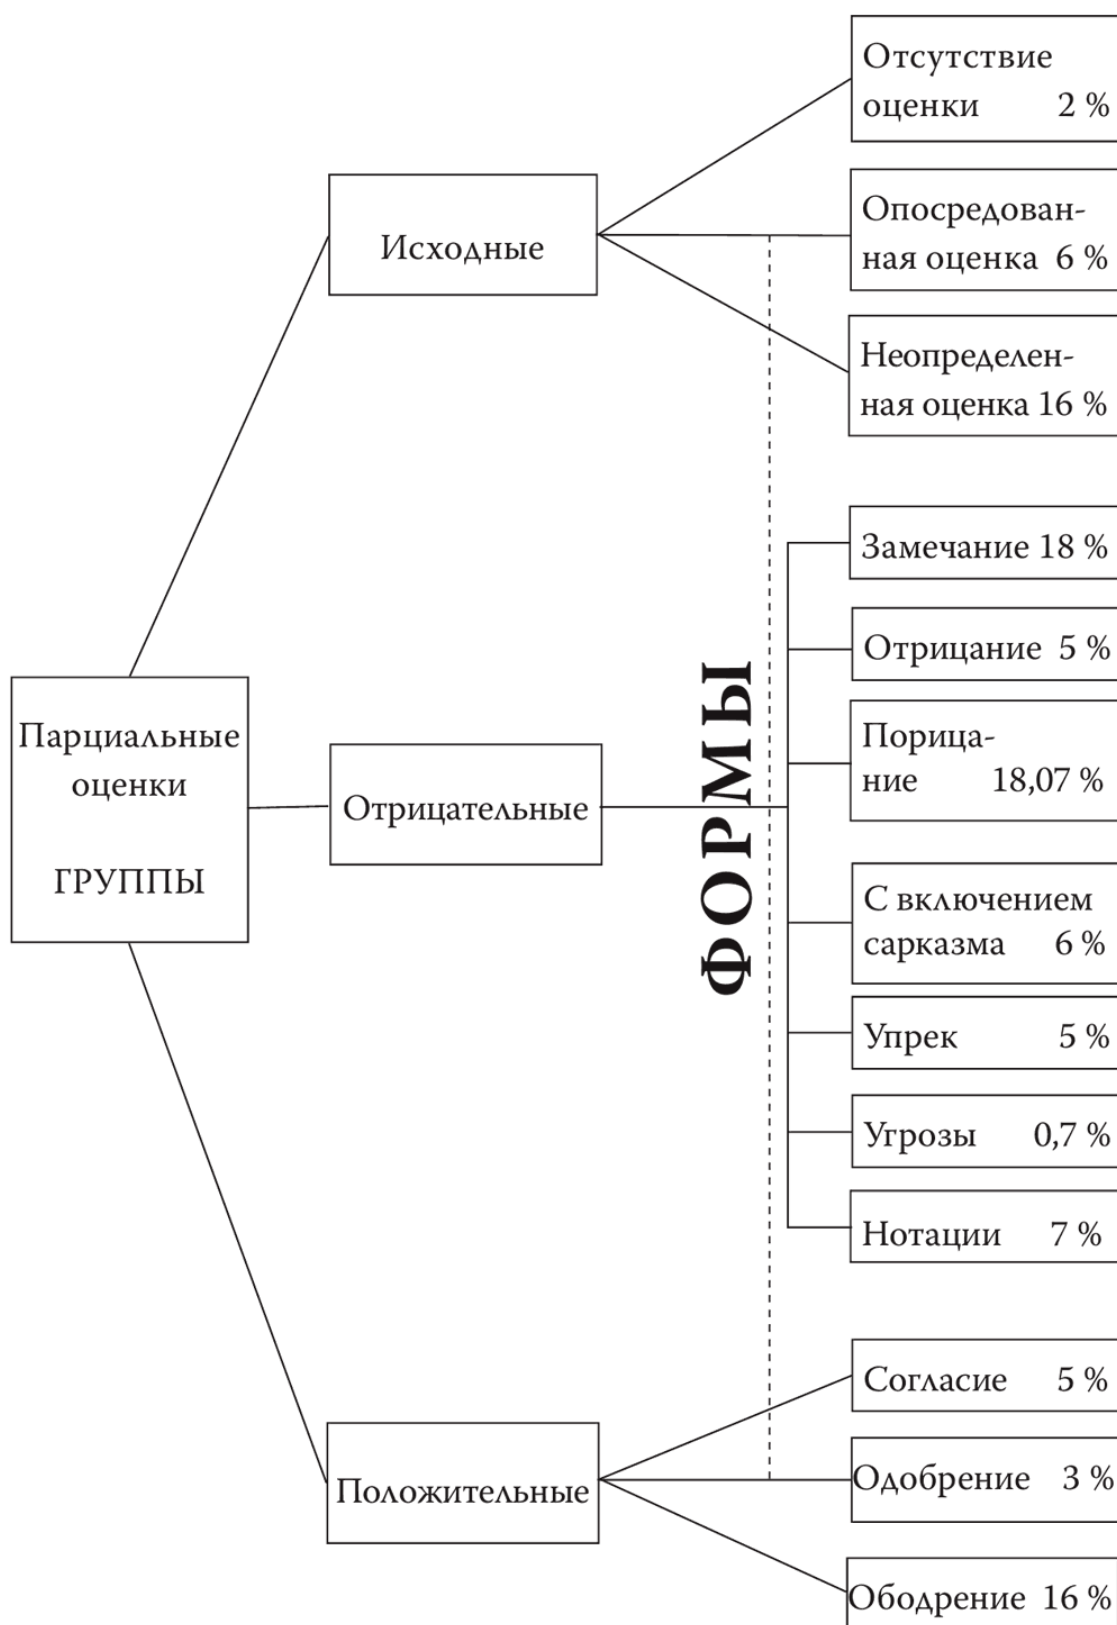 Отсутствие
оценки 2 %
Исходные
Опосредован-
ная оценка 6 %
Неопределен-
ная оценка 16 %
Замечание 18 %
Отрицание 5 %
Парциальные
оценки
ГРУППЫ
Отрицательные
ФОРМЫ
Порица-
ние 18,07 %
С включением
сарказма 6 %
Упрек 5 %
Угрозы 0,7 %
Нотации 7 %
Положительные
Согласие 5 %
Одобрение 3 %
Ободрение 16 %